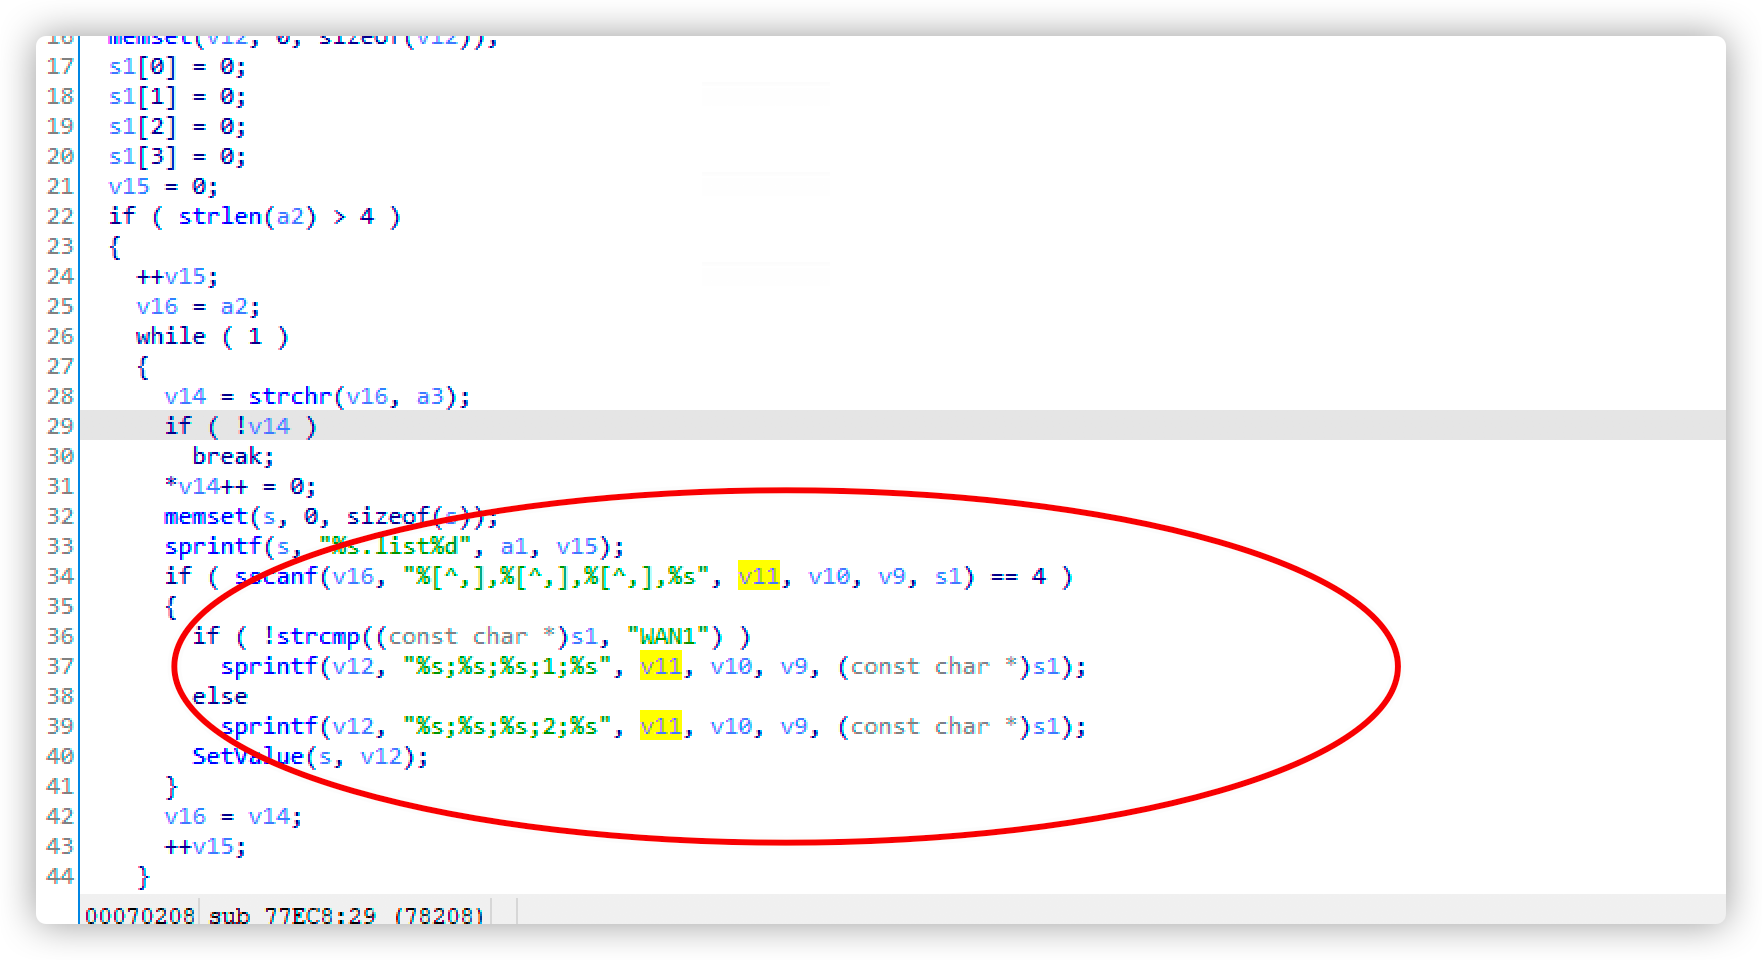 16 memset(v12, 0, sizeof(v12));
17 s1[0] = 0;
18 s1[1] = 0;
19 s1[2] = 0;
20 s1[3] = 0;
21 v15 = 0;
22 if ( strlen(a2) > 4 )
23 {
24 ++v15;
25 v16 = a2;
26 while ( 1 )
27 {
28 v14 = strchr(v16, a3);
29 if ( !v14 )
30 break;
31 *v14++ = 0;
32 memset(s, 0, sizeof(s));
33 sprintf(s, "%s.list%d", a1, v15);
34 if ( sscanf(v16, "%[^,],%[^,],%[^,],%s", v11, v10, v9, s1) == 4 )
35 {
36 if ( !strcmp((const char *)s1, "WAN1") )
37 sprintf(v12, "%s;%s;%s;1;%s", v11, v10, v9, (const char *)s1);
38 else
39 sprintf(v12, "%s;%s;%s;2;%s", v11, v10, v9, (const char *)s1);
40 SetValue(s, v12);
41 }
42 v16 = v14;
43 ++v15;
44 }
00070208 sub_77EC8:29 (78208)